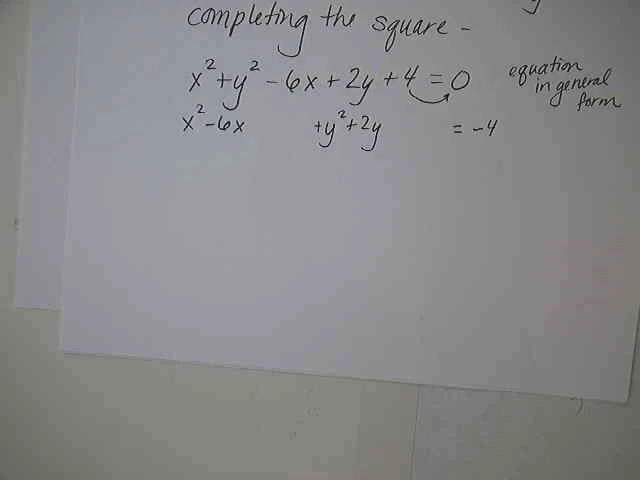 completing the square -
x² + y² - 6x + 2y + 4 = 0 equation
in general
form
x² - 6x + y² + 2y = -4